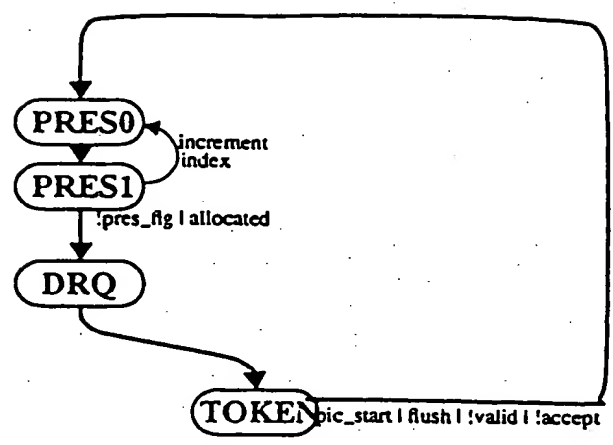 PRES0
increment
index
PRES1
!pres_flg | allocated
DRQ
TOKEN
pic_start | flush | !valid | !accept